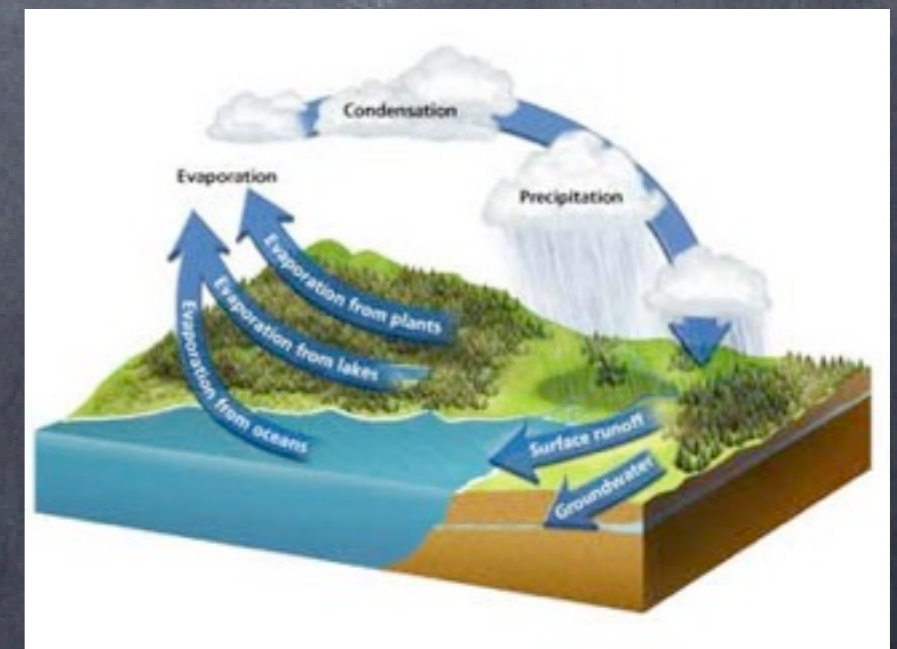 Condensation
Evaporation
Precipitation
Evaporation from plants
Evaporation from lakes
Evaporation from oceans
Surface runoff
Groundwater